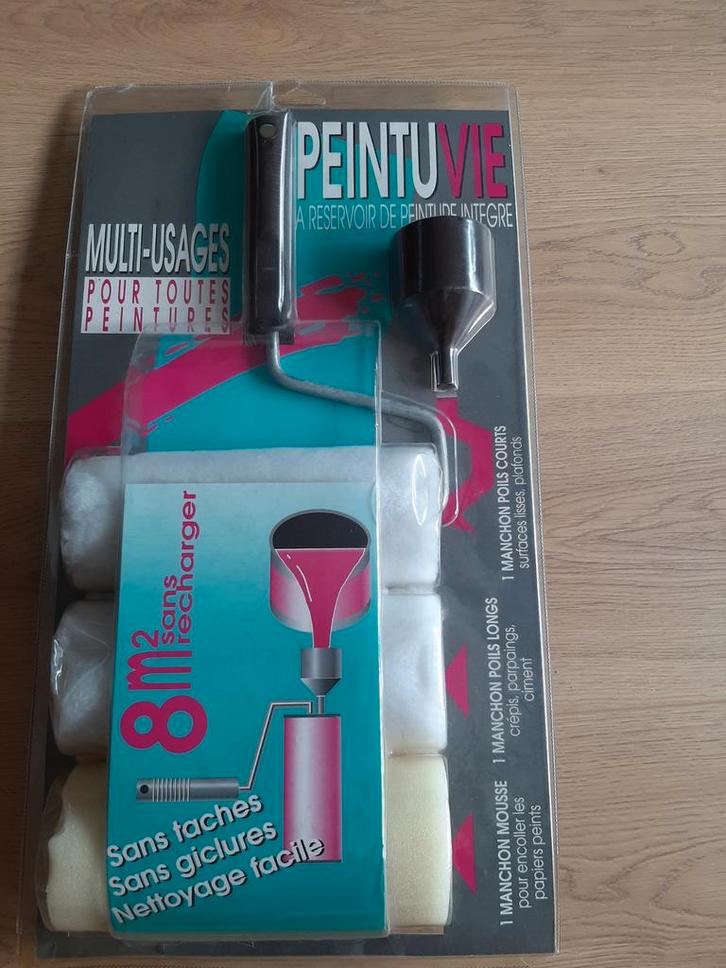 PEINTUVIE
A RESERVOIR DE PEINTURE INTEGRE
MULTI-USAGES
POUR TOUTES
PEINTURES
1 MANCHON POILS COURTS
surfaces lisses, plafonds
8m2
sans
recharger
1 MANCHON POILS LONGS
crépis, parpaings,
ciment
1 MANCHON MOUSSE
pour encoller les
papiers peints
Sans taches
Sans giclures
Nettoyage facile